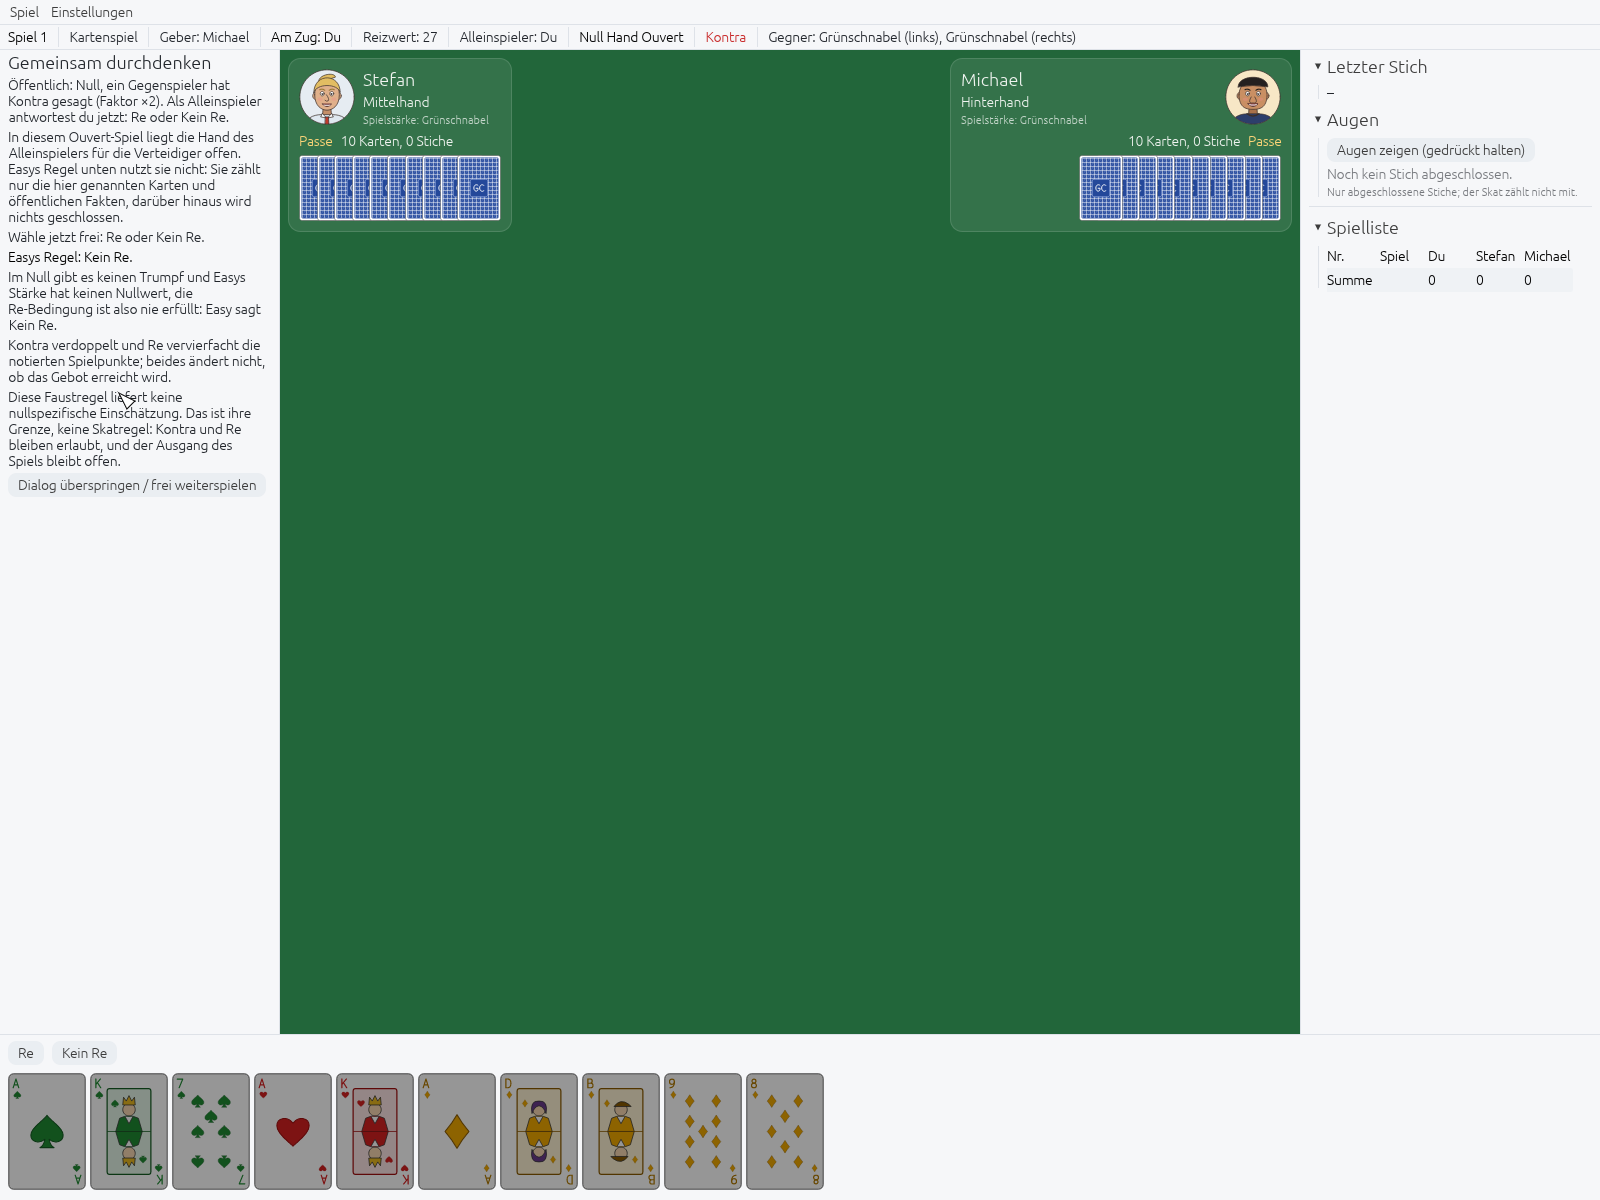 Spiel Einstellungen
Spiel 1 Kartenspiel Geber: Michael Am Zug: Du Reizwert: 27 Alleinspieler: Du Null Hand Ouvert Kontra Gegner: Grünschnabel (links), Grünschnabel (rechts)
Gemeinsam durchdenken
Öffentlich: Null, ein Gegenspieler hat
Kontra gesagt (Faktor ×2). Als Alleinspieler
antwortest du jetzt: Re oder Kein Re.
In diesem Ouvert-Spiel liegt die Hand des
Alleinspielers für die Verteidiger offen.
Easys Regel unten nutzt sie nicht: Sie zählt
nur die hier genannten Karten und
öffentlichen Fakten, darüber hinaus wird
nichts geschlossen.
Wähle jetzt frei: Re oder Kein Re.
Easys Regel: Kein Re.
Im Null gibt es keinen Trumpf und Easys
Stärke hat keinen Nullwert, die
Re-Bedingung ist also nie erfüllt: Easy sagt
Kein Re.
Kontra verdoppelt und Re vervierfacht die
notierten Spielpunkte; beides ändert nicht,
ob das Gebot erreicht wird.
Diese Faustregel liefert keine
nullspezifische Einschätzung. Das ist ihre
Grenze, keine Skatregel: Kontra und Re
bleiben erlaubt, und der Ausgang des
Spiels bleibt offen.
Dialog überspringen / frei weiterspielen
Stefan
Mittelhand
Spielstärke: Grünschnabel
Passe 10 Karten, 0 Stiche
GC
Michael
Hinterhand
Spielstärke: Grünschnabel
10 Karten, 0 Stiche Passe
GC
Letzter Stich
–
Augen
Augen zeigen (gedrückt halten)
Noch kein Stich abgeschlossen.
Nur abgeschlossene Stiche; der Skat zählt nicht mit.
Spielliste
Nr. Spiel Du Stefan Michael
Summe 0 0 0
Re Kein Re
A K 7 A K A D B 9 8
A K 7 A K A D B 9 8